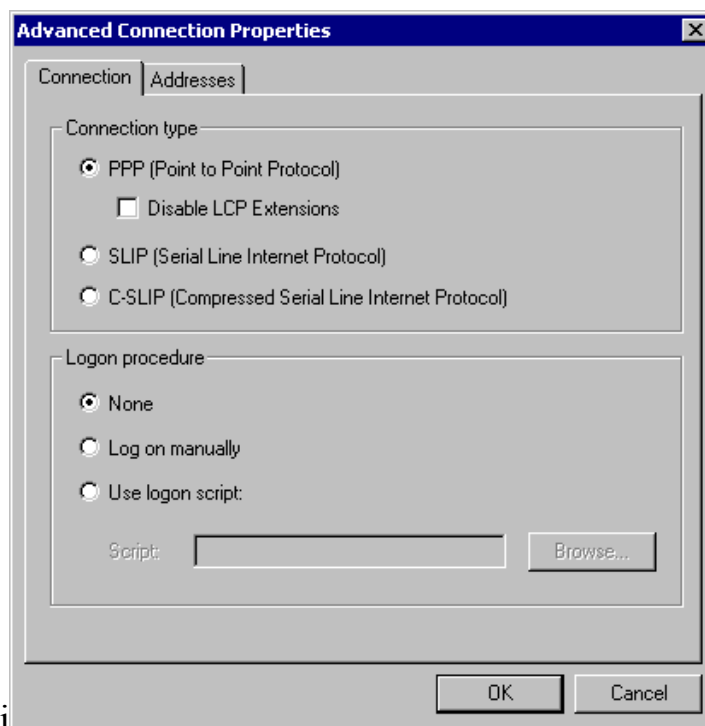 Advanced Connection Properties
Connection Addresses
Connection type
PPP (Point to Point Protocol)
Disable LCP Extensions
SLIP (Serial Line Internet Protocol)
C-SLIP (Compressed Serial Line Internet Protocol)
Logon procedure
None
Log on manually
Use logon script:
Script: Browse...
OK Cancel
i